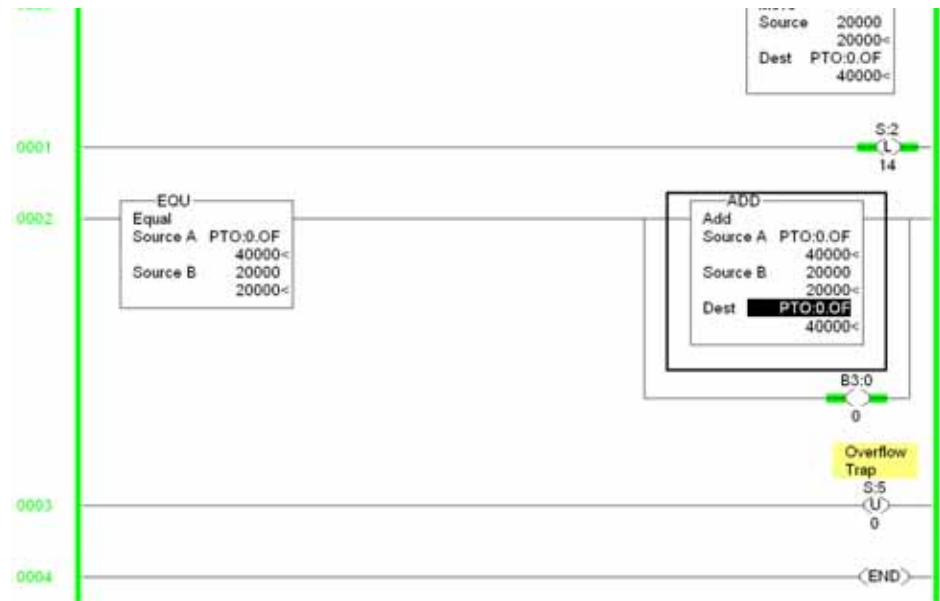 Source 20000
20000<
Dest PTO:0.OF
40000<
0001
S:2
L
14
0002
EQU
Equal
Source A PTO:0.OF
40000<
Source B 20000
20000<
ADD
Add
Source A PTO:0.OF
40000<
Source B 20000
20000<
Dest PTO:0.OF
40000<
B3:0
0
Overflow
Trap
0003
S:5
U
0
0004
END